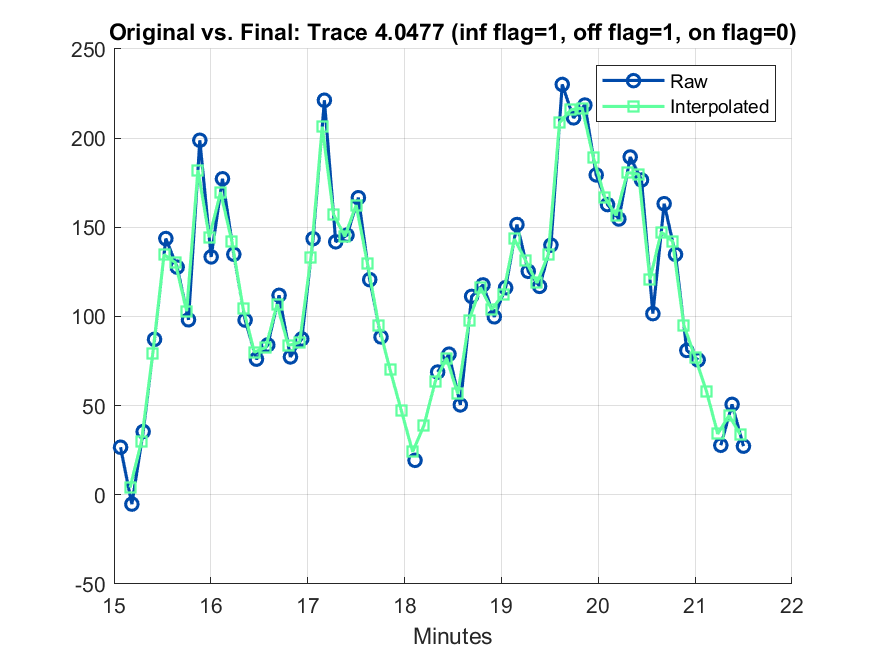 Original vs. Final: Trace 4.0477 (inf flag=1, off flag=1, on flag=0)
250
200
150
100
50
0
-50
Raw
Interpolated
15 16 17 18 19 20 21 22
Minutes